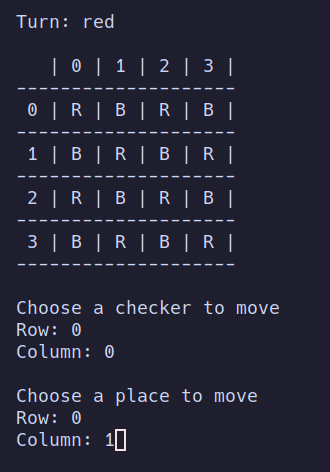 Turn: red
| 0 | 1 | 2 | 3 |
--------------------
0 | R | B | R | B |
--------------------
1 | B | R | B | R |
--------------------
2 | R | B | R | B |
--------------------
3 | B | R | B | R |
--------------------
Choose a checker to move
Row: 0
Column: 0
Choose a place to move
Row: 0
Column: 1